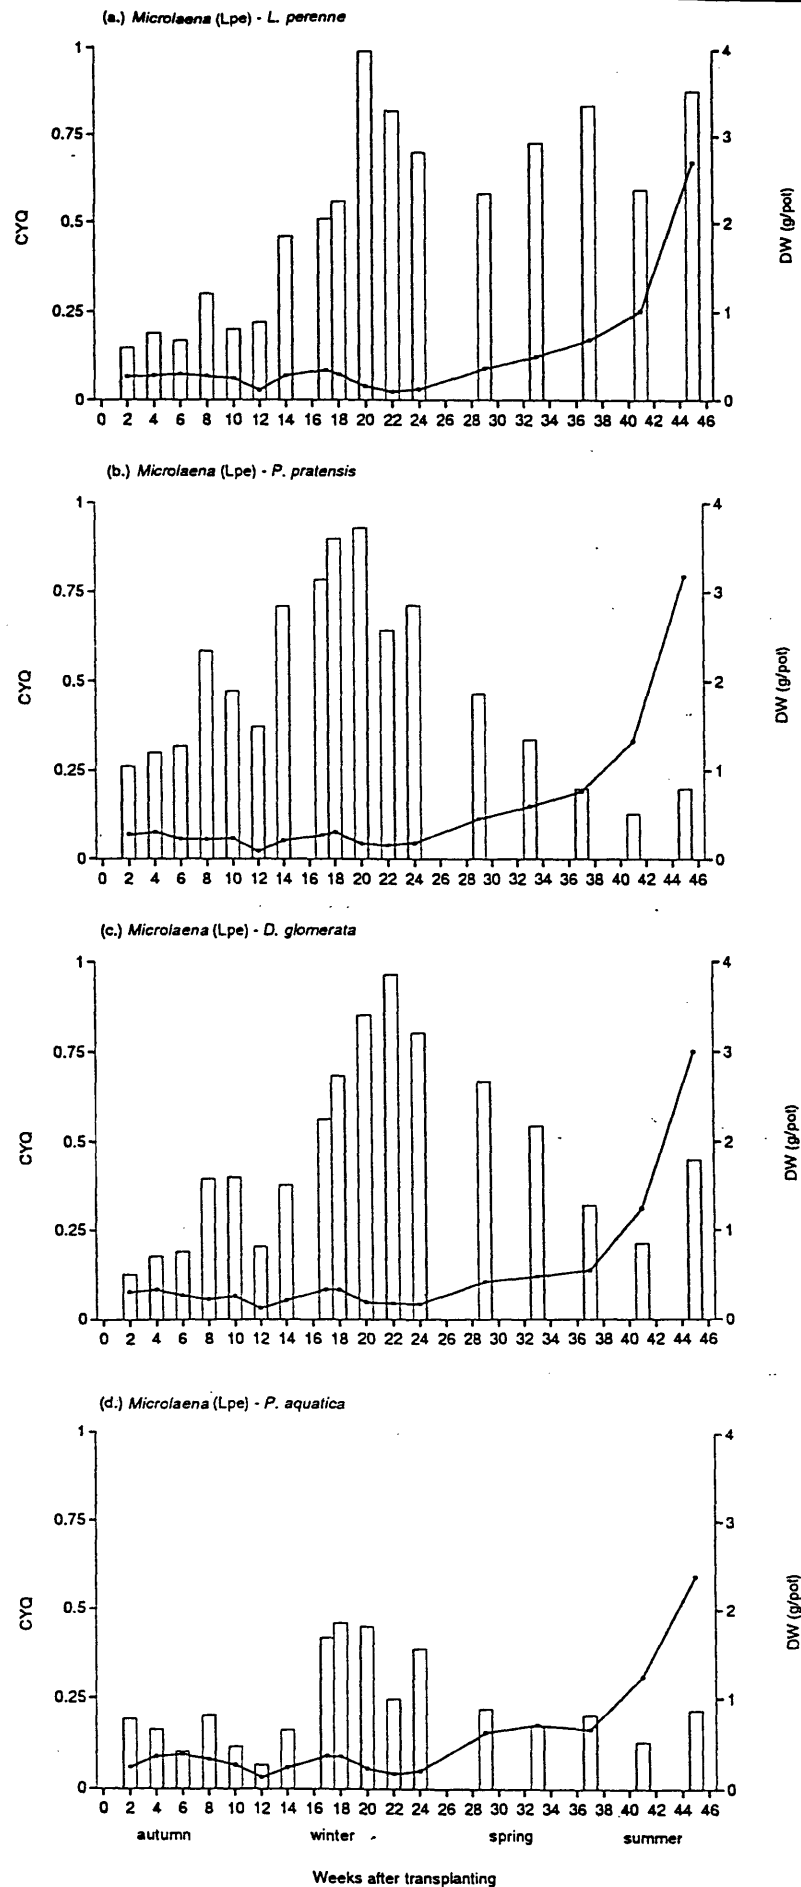 (a.) Microlaena (Lpe) - L. perenne
1
0.75
0.5
0.25
0
CYQ
4
3
2
1
0
DW (g/pot)
0 2 4 6 8 10 12 14 16 18 20 22 24 26 28 30 32 34 36 38 40 42 44 46
(b.) Microlaena (Lpe) - P. pratensis
1
0.75
0.5
0.25
0
CYQ
4
3
2
1
0
DW (g/pot)
0 2 4 6 8 10 12 14 16 18 20 22 24 26 28 30 32 34 36 38 40 42 44 46
(c.) Microlaena (Lpe) - D. glomerata
1
0.75
0.5
0.25
0
CYQ
4
3
2
1
0
DW (g/pot)
0 2 4 6 8 10 12 14 16 18 20 22 24 26 28 30 32 34 36 38 40 42 44 46
(d.) Microlaena (Lpe) - P. aquatica
1
0.75
0.5
0.25
0
CYQ
4
3
2
1
0
DW (g/pot)
0 2 4 6 8 10 12 14 16 18 20 22 24 26 28 30 32 34 36 38 40 42 44 46
autumn winter spring summer
Weeks after transplanting